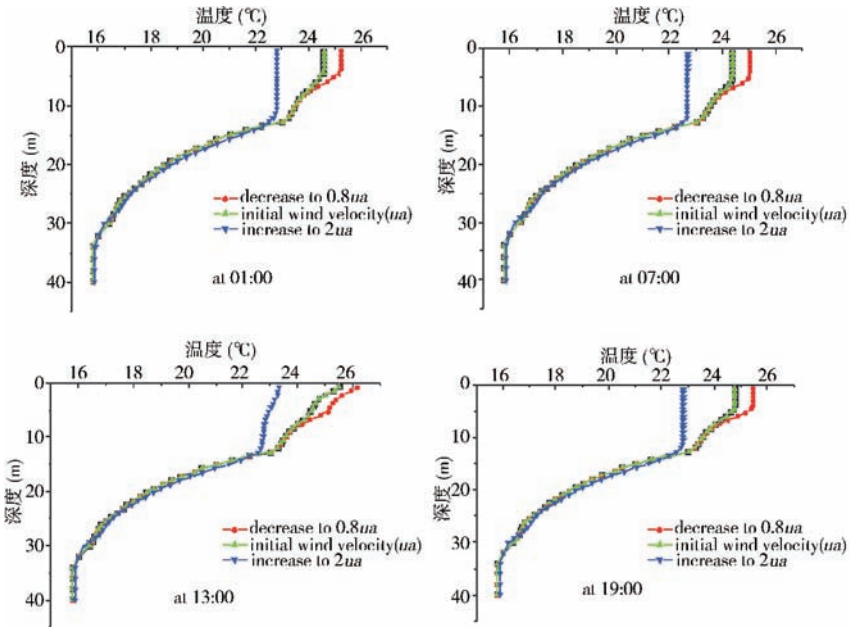 温度 (℃)
16 18 20 22 24 26
0
10
20
30
40
深度 (m)
decrease to 0.8ua
initial wind velocity(ua)
increase to 2ua
at 01:00
温度 (℃)
16 18 20 22 24 26
0
10
20
30
40
深度 (m)
decrease to 0.8ua
initial wind velocity(ua)
increase to 2ua
at 07:00
温度 (℃)
16 18 20 22 24 26
0
10
20
30
40
深度 (m)
decrease to 0.8ua
initial wind velocity(ua)
increase to 2ua
at 13:00
温度 (℃)
16 18 20 22 24 26
0
10
20
30
40
深度 (m)
decrease to 0.8ua
initial wind velocity(ua)
increase to 2ua
at 19:00